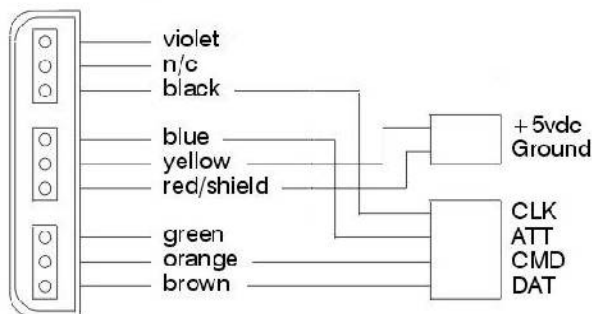 violet
n/c
black
blue
yellow
red/shield
green
orange
brown
+5vdc
Ground
CLK
ATT
CMD
DAT